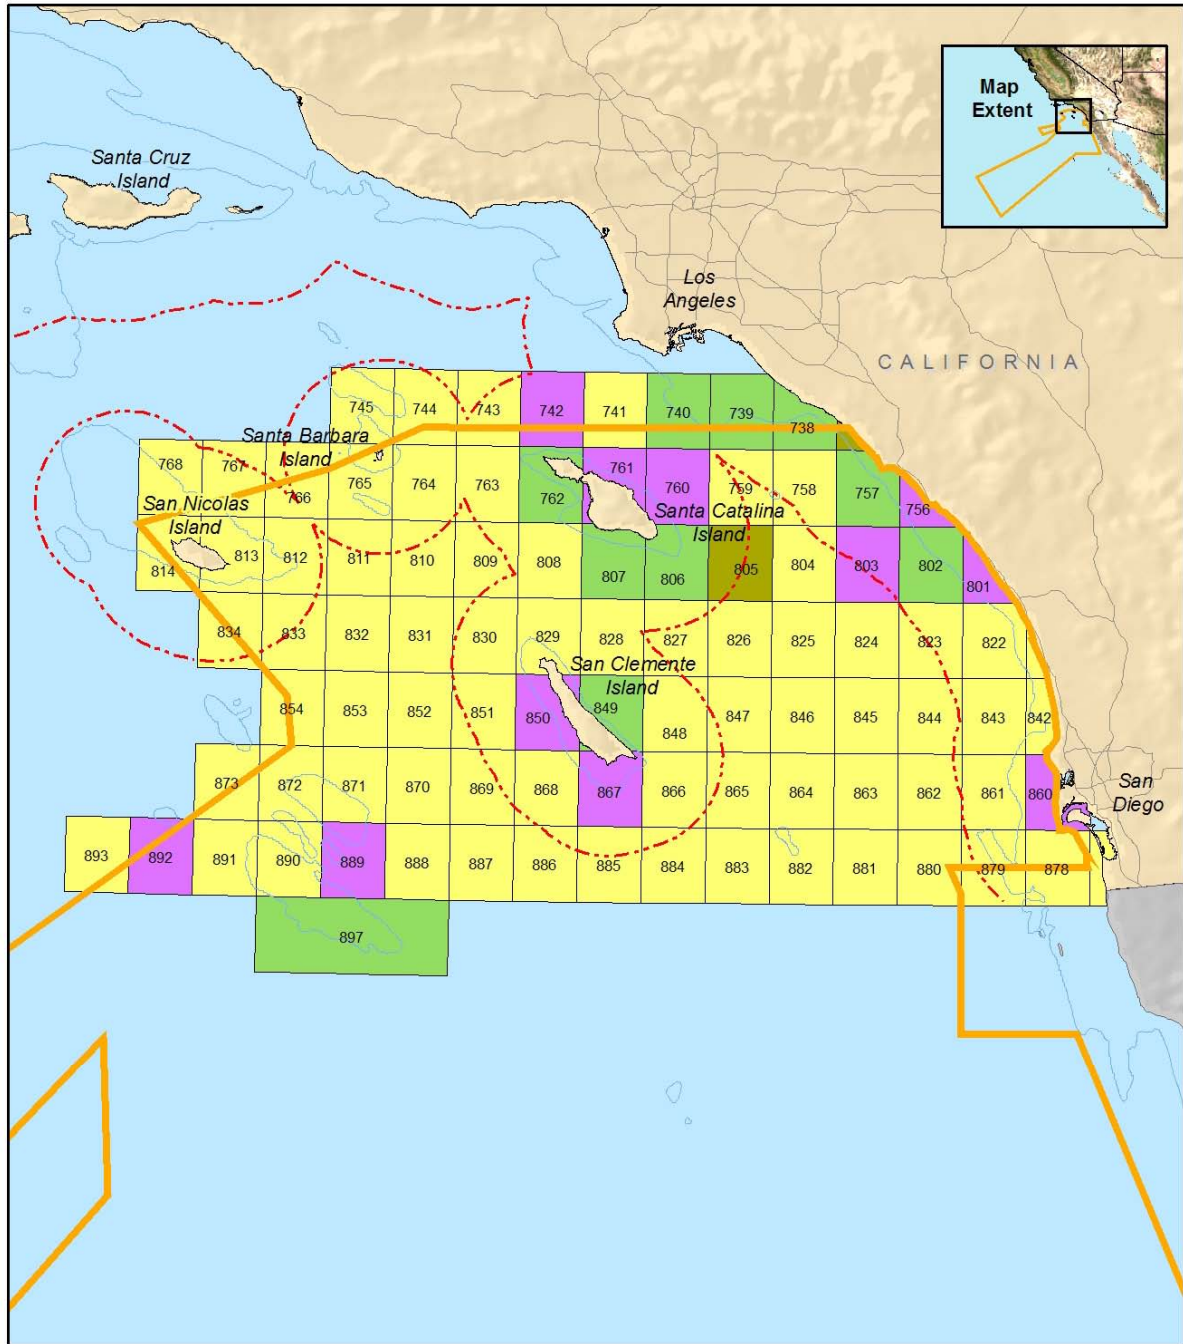 Map
Extent
Santa Cruz
Island
Los
Angeles
CALIFORNIA
745 744 743 742 741 740 739 738
Santa Barbara
Island
768 767 766 765 764 763 762 761 760 759 758 757 756
San Nicolas
Island
Santa Catalina
Island
814 813 812 811 810 809 808 807 806 805 804 803 802 801
834 833 832 831 830 829 828 827 826 825 824 823 822
San Clemente
Island
854 853 852 851 850 849 848 847 846 845 844 843 842
873 872 871 870 869 868 867 866 865 864 863 862 861 860
San
Diego
893 892 891 890 889 888 887 886 885 884 883 882 881 880 879 878
897